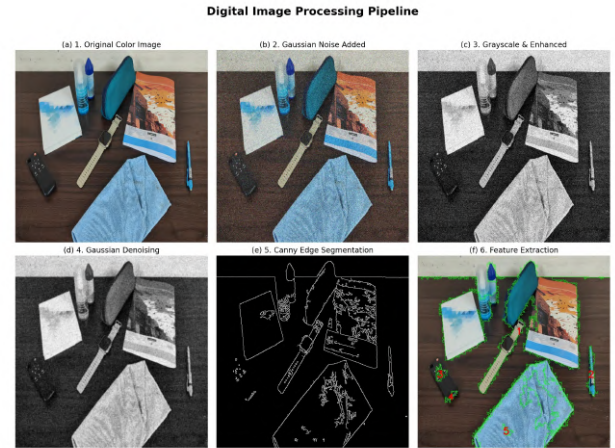 Digital Image Processing Pipeline
(a) 1. Original Color Image
(b) 2. Gaussian Noise Added
(c) 3. Grayscale & Enhanced
(d) 4. Gaussian Denoising
(e) 5. Canny Edge Segmentation
(f) 6. Feature Extraction